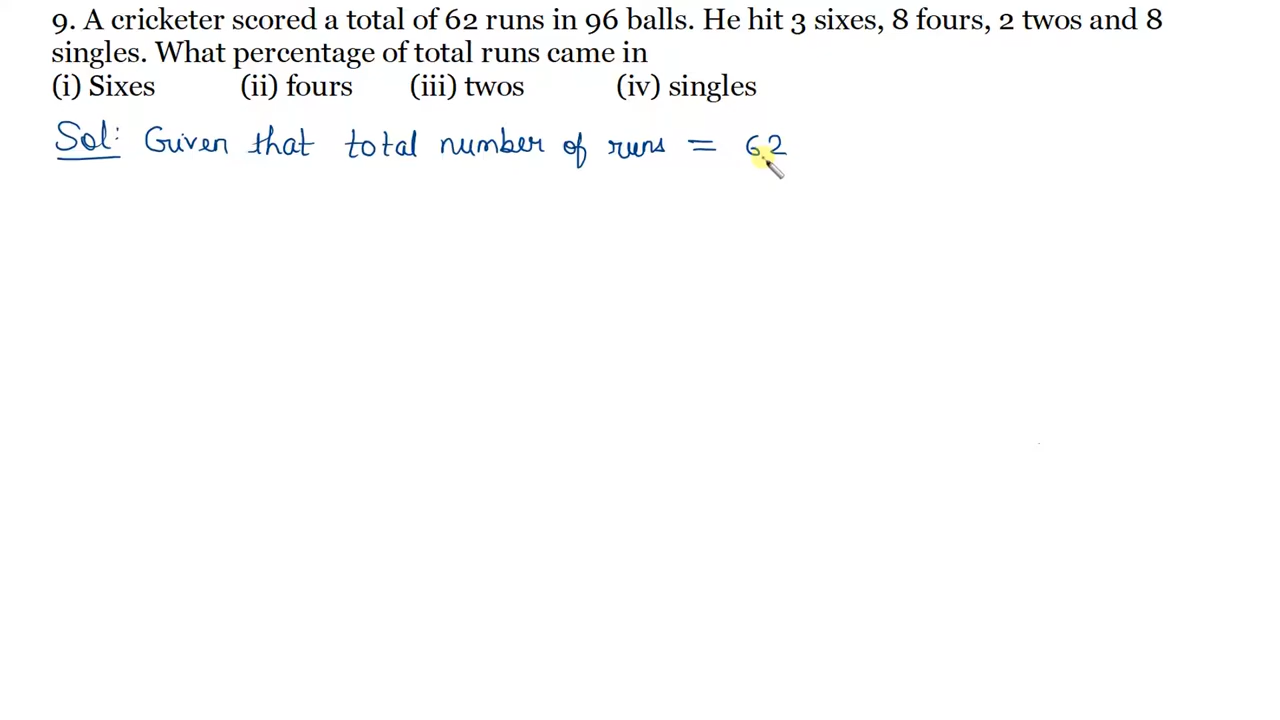 9. A cricketer scored a total of 62 runs in 96 balls. He hit 3 sixes, 8 fours, 2 twos and 8
singles. What percentage of total runs came in
(i) Sixes (ii) fours (iii) twos (iv) singles
Sol: Given that total number of runs = 62